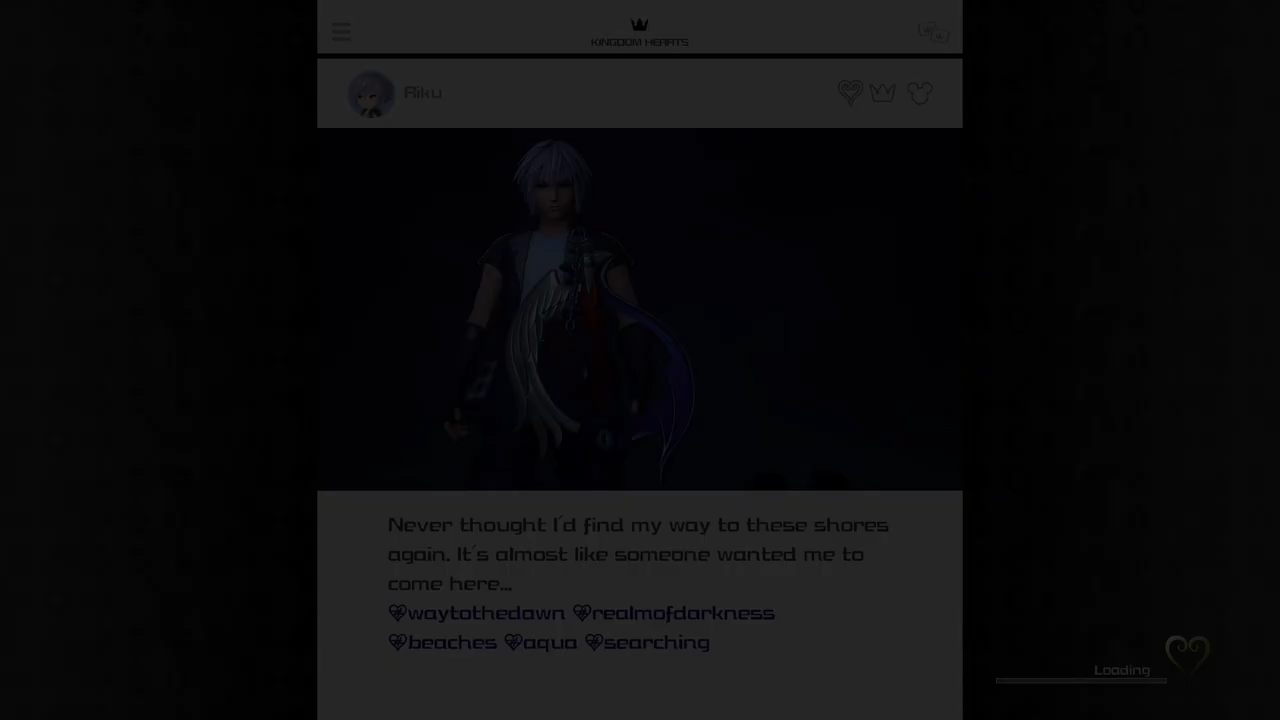 KINGDOM HEARTS
Riku
Never thought I'd find my way to these shores
again. It's almost like someone wanted me to
come here...
waytothedawn realmofdarkness
beaches aqua searching
Loading